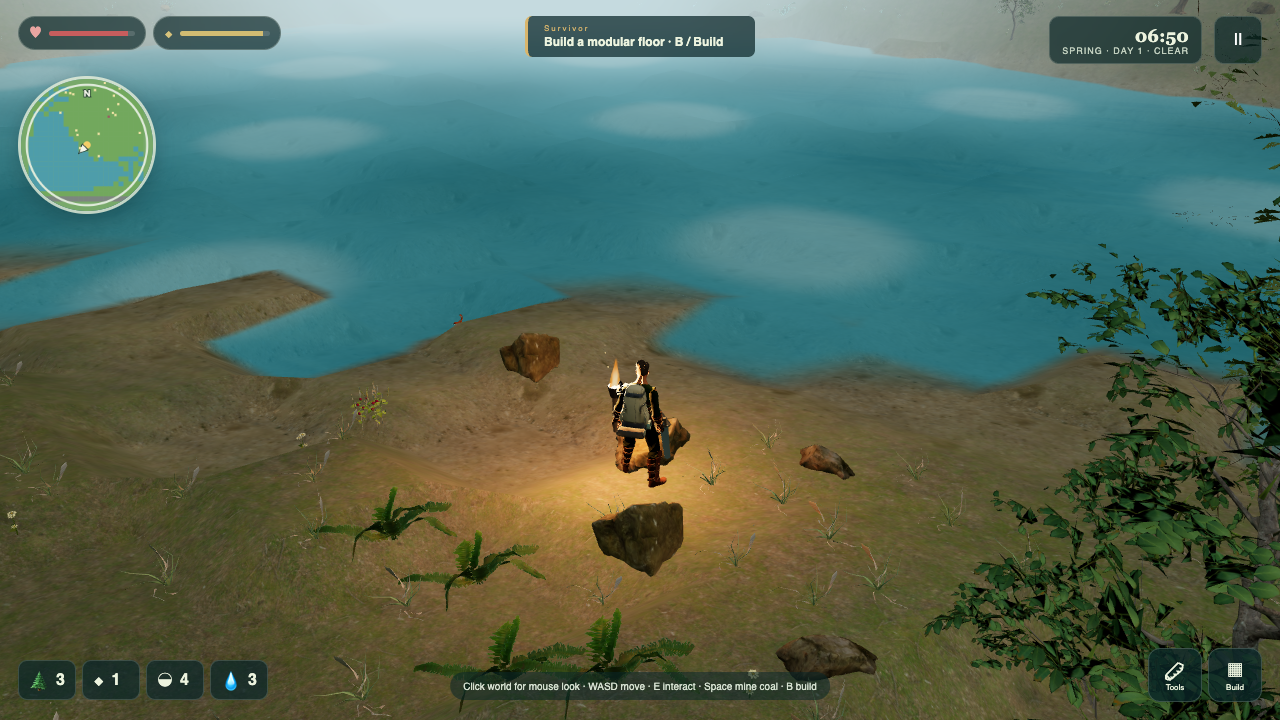 Survivor
Build a modular floor · B / Build
06:50
SPRING · DAY 1 · CLEAR
N
3
1
4
3
Click world for mouse look · WASD move · E interact · Space mine coal · B build
Tools
Build